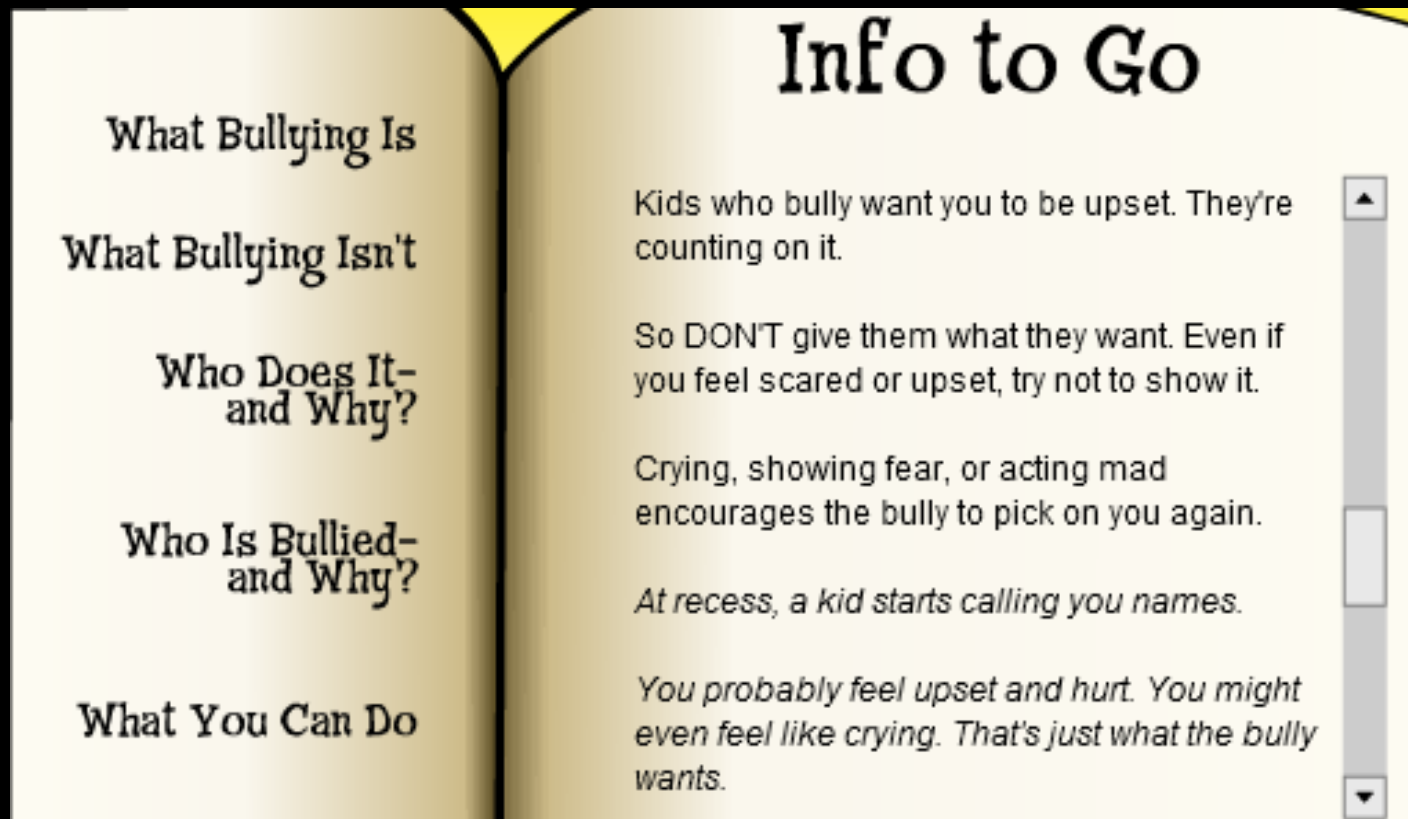 What Bullying Is
What Bullying Isn't
Who Does It-
and Why?
Who Is Bullied-
and Why?
What You Can Do
Info to Go
Kids who bully want you to be upset. They're
counting on it.
So DON'T give them what they want. Even if
you feel scared or upset, try not to show it.
Crying, showing fear, or acting mad
encourages the bully to pick on you again.
At recess, a kid starts calling you names.
You probably feel upset and hurt. You might
even feel like crying. That's just what the bully
wants.